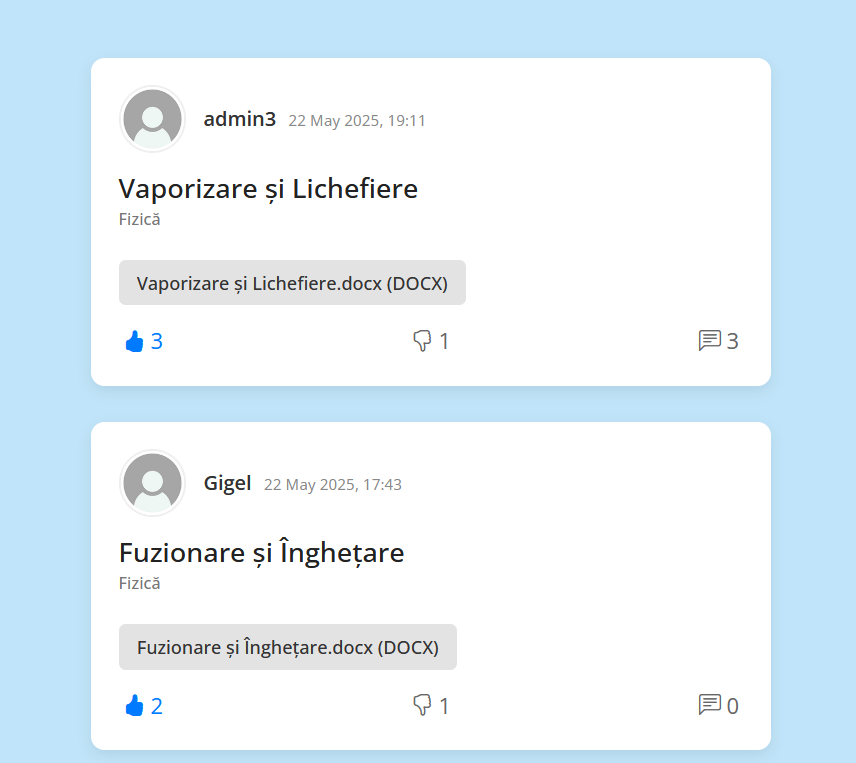 admin3 22 May 2025, 19:11
Vaporizare și Lichefiere
Fizică
Vaporizare și Lichefiere.docx (DOCX)
3 1 3
Gigel 22 May 2025, 17:43
Fuzionare și Înghețare
Fizică
Fuzionare și Înghețare.docx (DOCX)
2 1 0